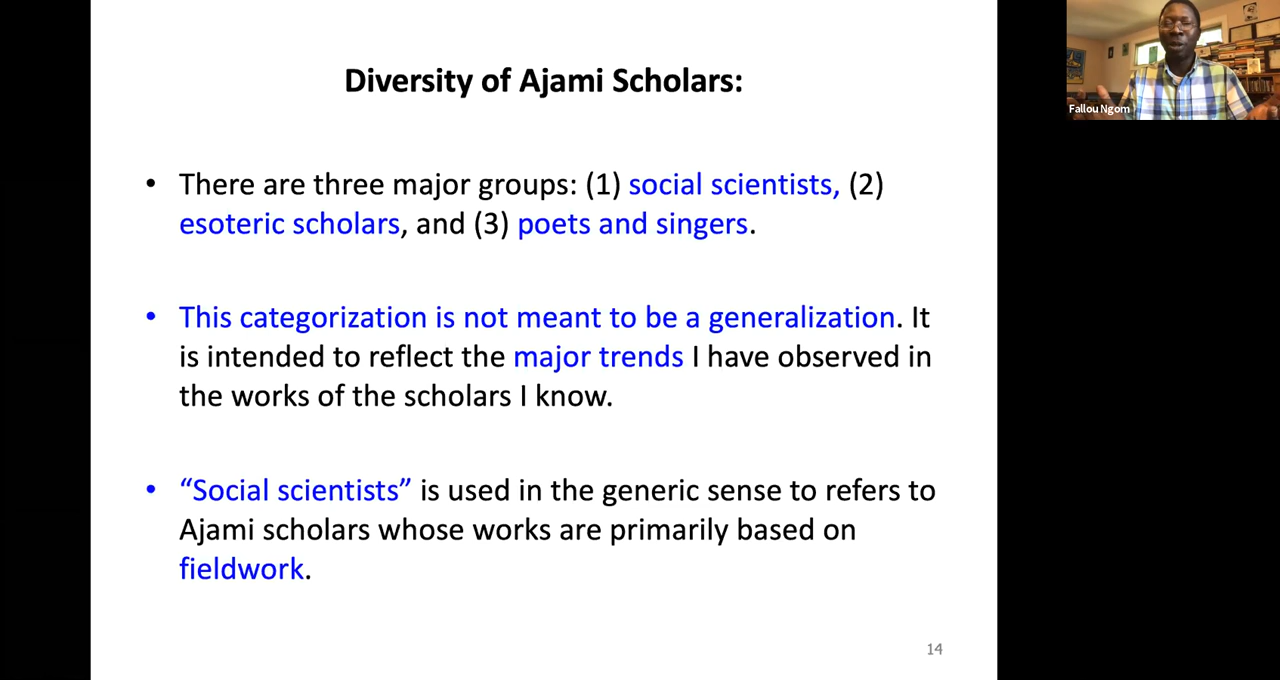 Diversity of Ajami Scholars:
• There are three major groups: (1) social scientists, (2)
esoteric scholars, and (3) poets and singers.
• This categorization is not meant to be a generalization. It
is intended to reflect the major trends I have observed in
the works of the scholars I know.
• “Social scientists” is used in the generic sense to refers to
Ajami scholars whose works are primarily based on
fieldwork.
14
Fallou Ngom